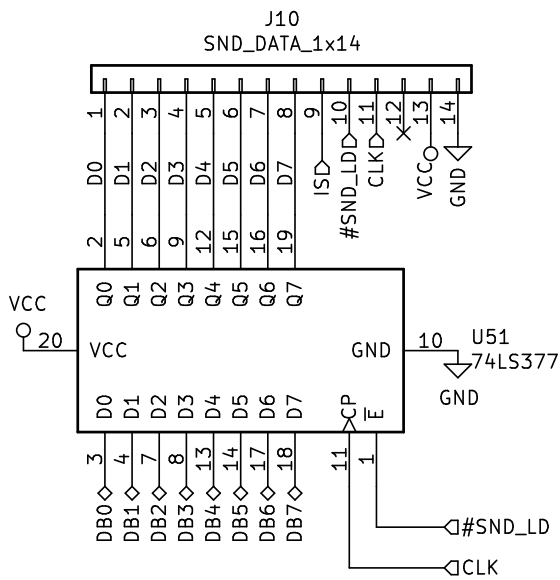 J10
SND_DATA_1x14
1 2 3 4 5 6 7 8 9 10 11 12 13 14
D0 D1 D2 D3 D4 D5 D6 D7 IS #SND_LD CLK VCC GND
2 5 6 9 12 15 16 19
Q0 Q1 Q2 Q3 Q4 Q5 Q6 Q7
VCC
20 VCC GND 10 U51
74LS377
GND
D0 D1 D2 D3 D4 D5 D6 D7 CP E
3 4 7 8 13 14 17 18 11 1
DB0 DB1 DB2 DB3 DB4 DB5 DB6 DB7
#SND_LD
CLK